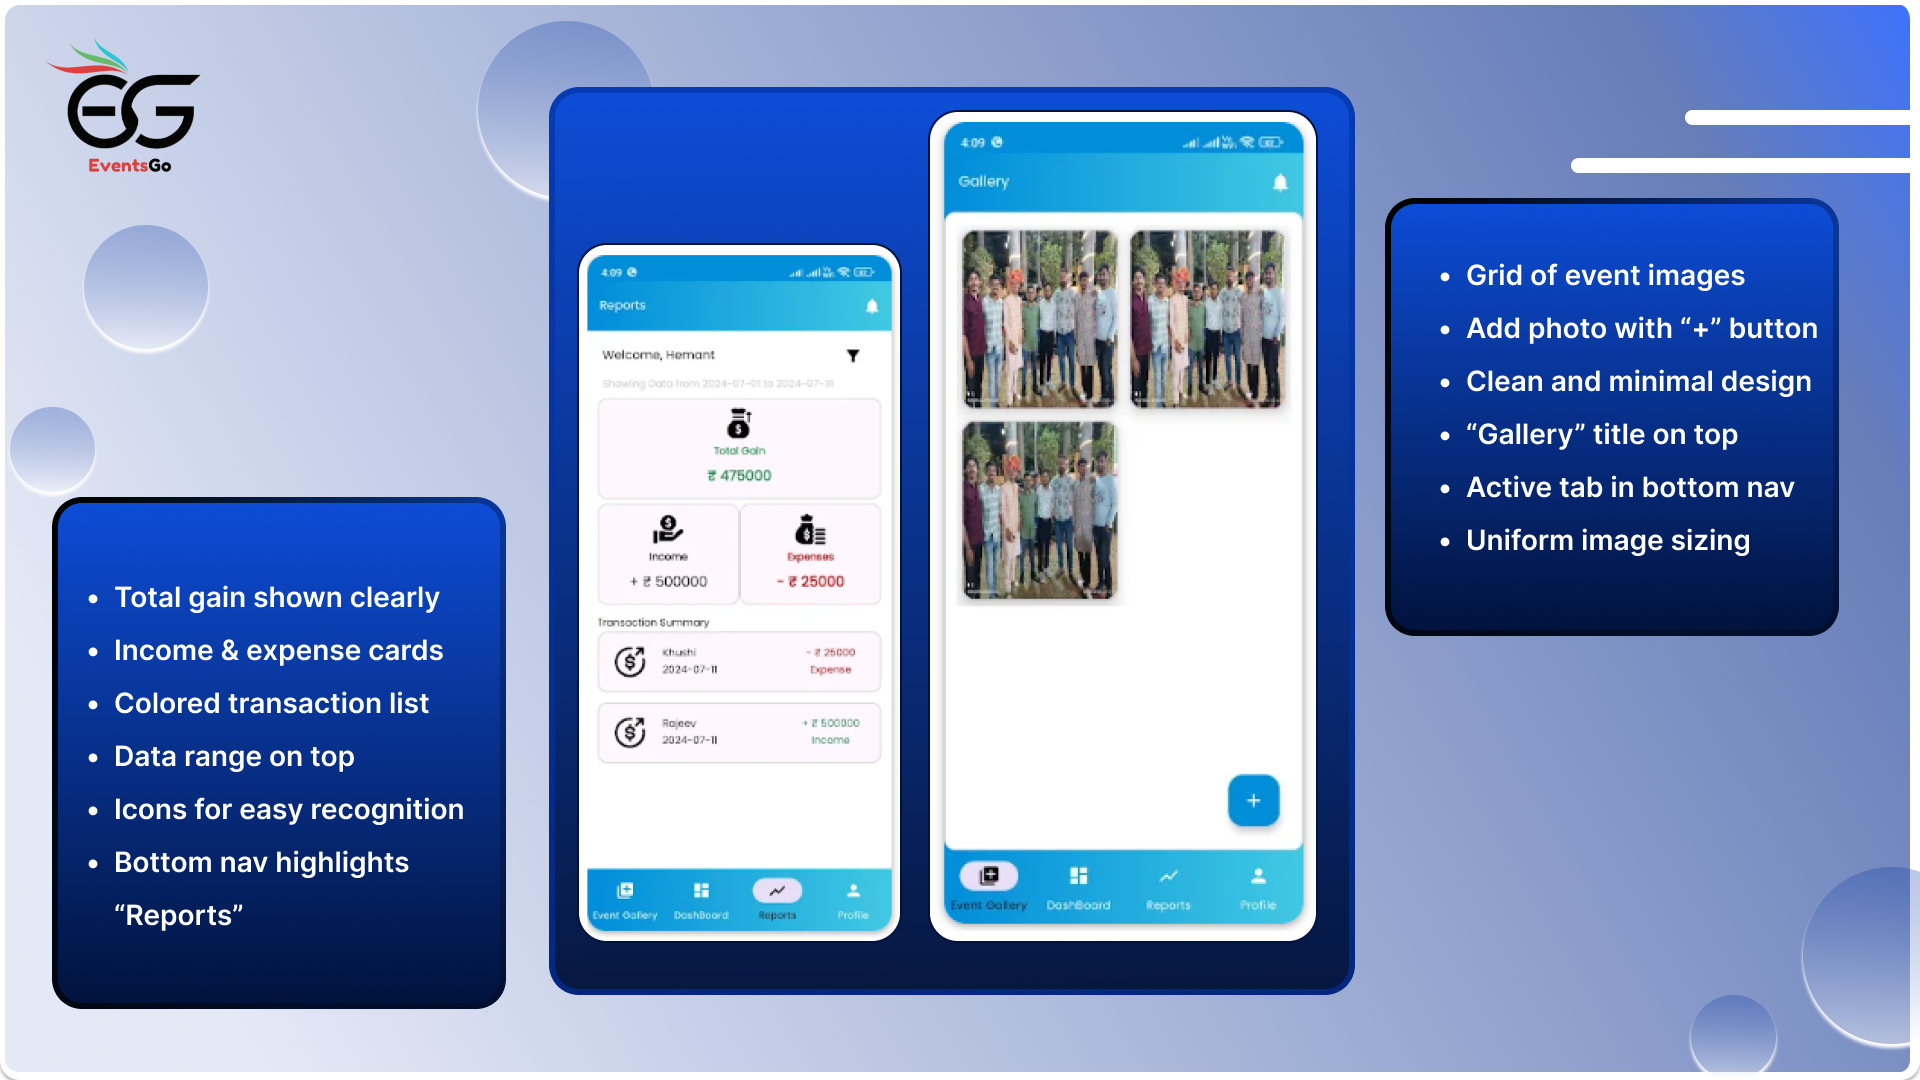 EventsGo
Total gain shown clearly
Income & expense cards
Colored transaction list
Data range on top
Icons for easy recognition
Bottom nav highlights
“Reports”
4:09
Reports
Welcome, Hemant
Showing Data from 2024-07-01 to 2024-07-31
Total Gain
₹ 475000
Income
+ ₹ 500000
Expenses
- ₹ 25000
Transaction Summary
Khushi
2024-07-11
- ₹ 25000
Expense
Rajeev
2024-07-11
+ ₹ 500000
Income
Event Gallery
DashBoard
Reports
Profile
4:09
Gallery
+
Event Gallery
DashBoard
Reports
Profile
Grid of event images
Add photo with “+” button
Clean and minimal design
“Gallery” title on top
Active tab in bottom nav
Uniform image sizing